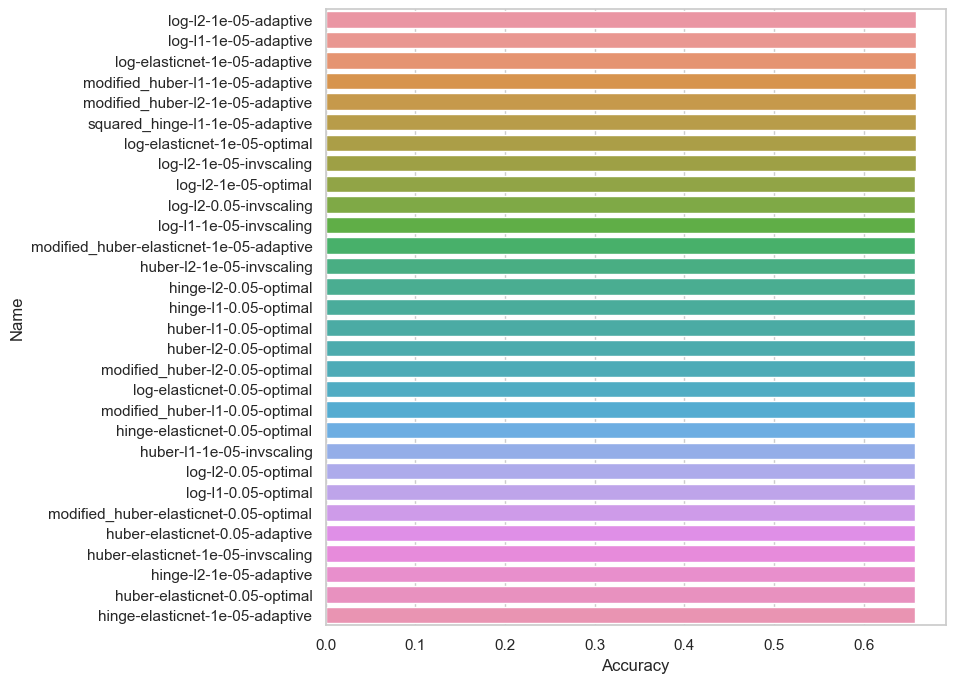 log-l2-1e-05-adaptive
log-l1-1e-05-adaptive
log-elasticnet-1e-05-adaptive
modified_huber-l1-1e-05-adaptive
modified_huber-l2-1e-05-adaptive
squared_hinge-l1-1e-05-adaptive
log-elasticnet-1e-05-optimal
log-l2-1e-05-invscaling
log-l2-1e-05-optimal
log-l2-0.05-invscaling
log-l1-1e-05-invscaling
modified_huber-elasticnet-1e-05-adaptive
huber-l2-1e-05-invscaling
hinge-l2-0.05-optimal
hinge-l1-0.05-optimal
huber-l1-0.05-optimal
huber-l2-0.05-optimal
modified_huber-l2-0.05-optimal
log-elasticnet-0.05-optimal
modified_huber-l1-0.05-optimal
hinge-elasticnet-0.05-optimal
huber-l1-1e-05-invscaling
log-l2-0.05-optimal
log-l1-0.05-optimal
modified_huber-elasticnet-0.05-optimal
huber-elasticnet-0.05-adaptive
huber-elasticnet-1e-05-invscaling
hinge-l2-1e-05-adaptive
huber-elasticnet-0.05-optimal
hinge-elasticnet-1e-05-adaptive
Name
0.0 0.1 0.2 0.3 0.4 0.5 0.6
Accuracy